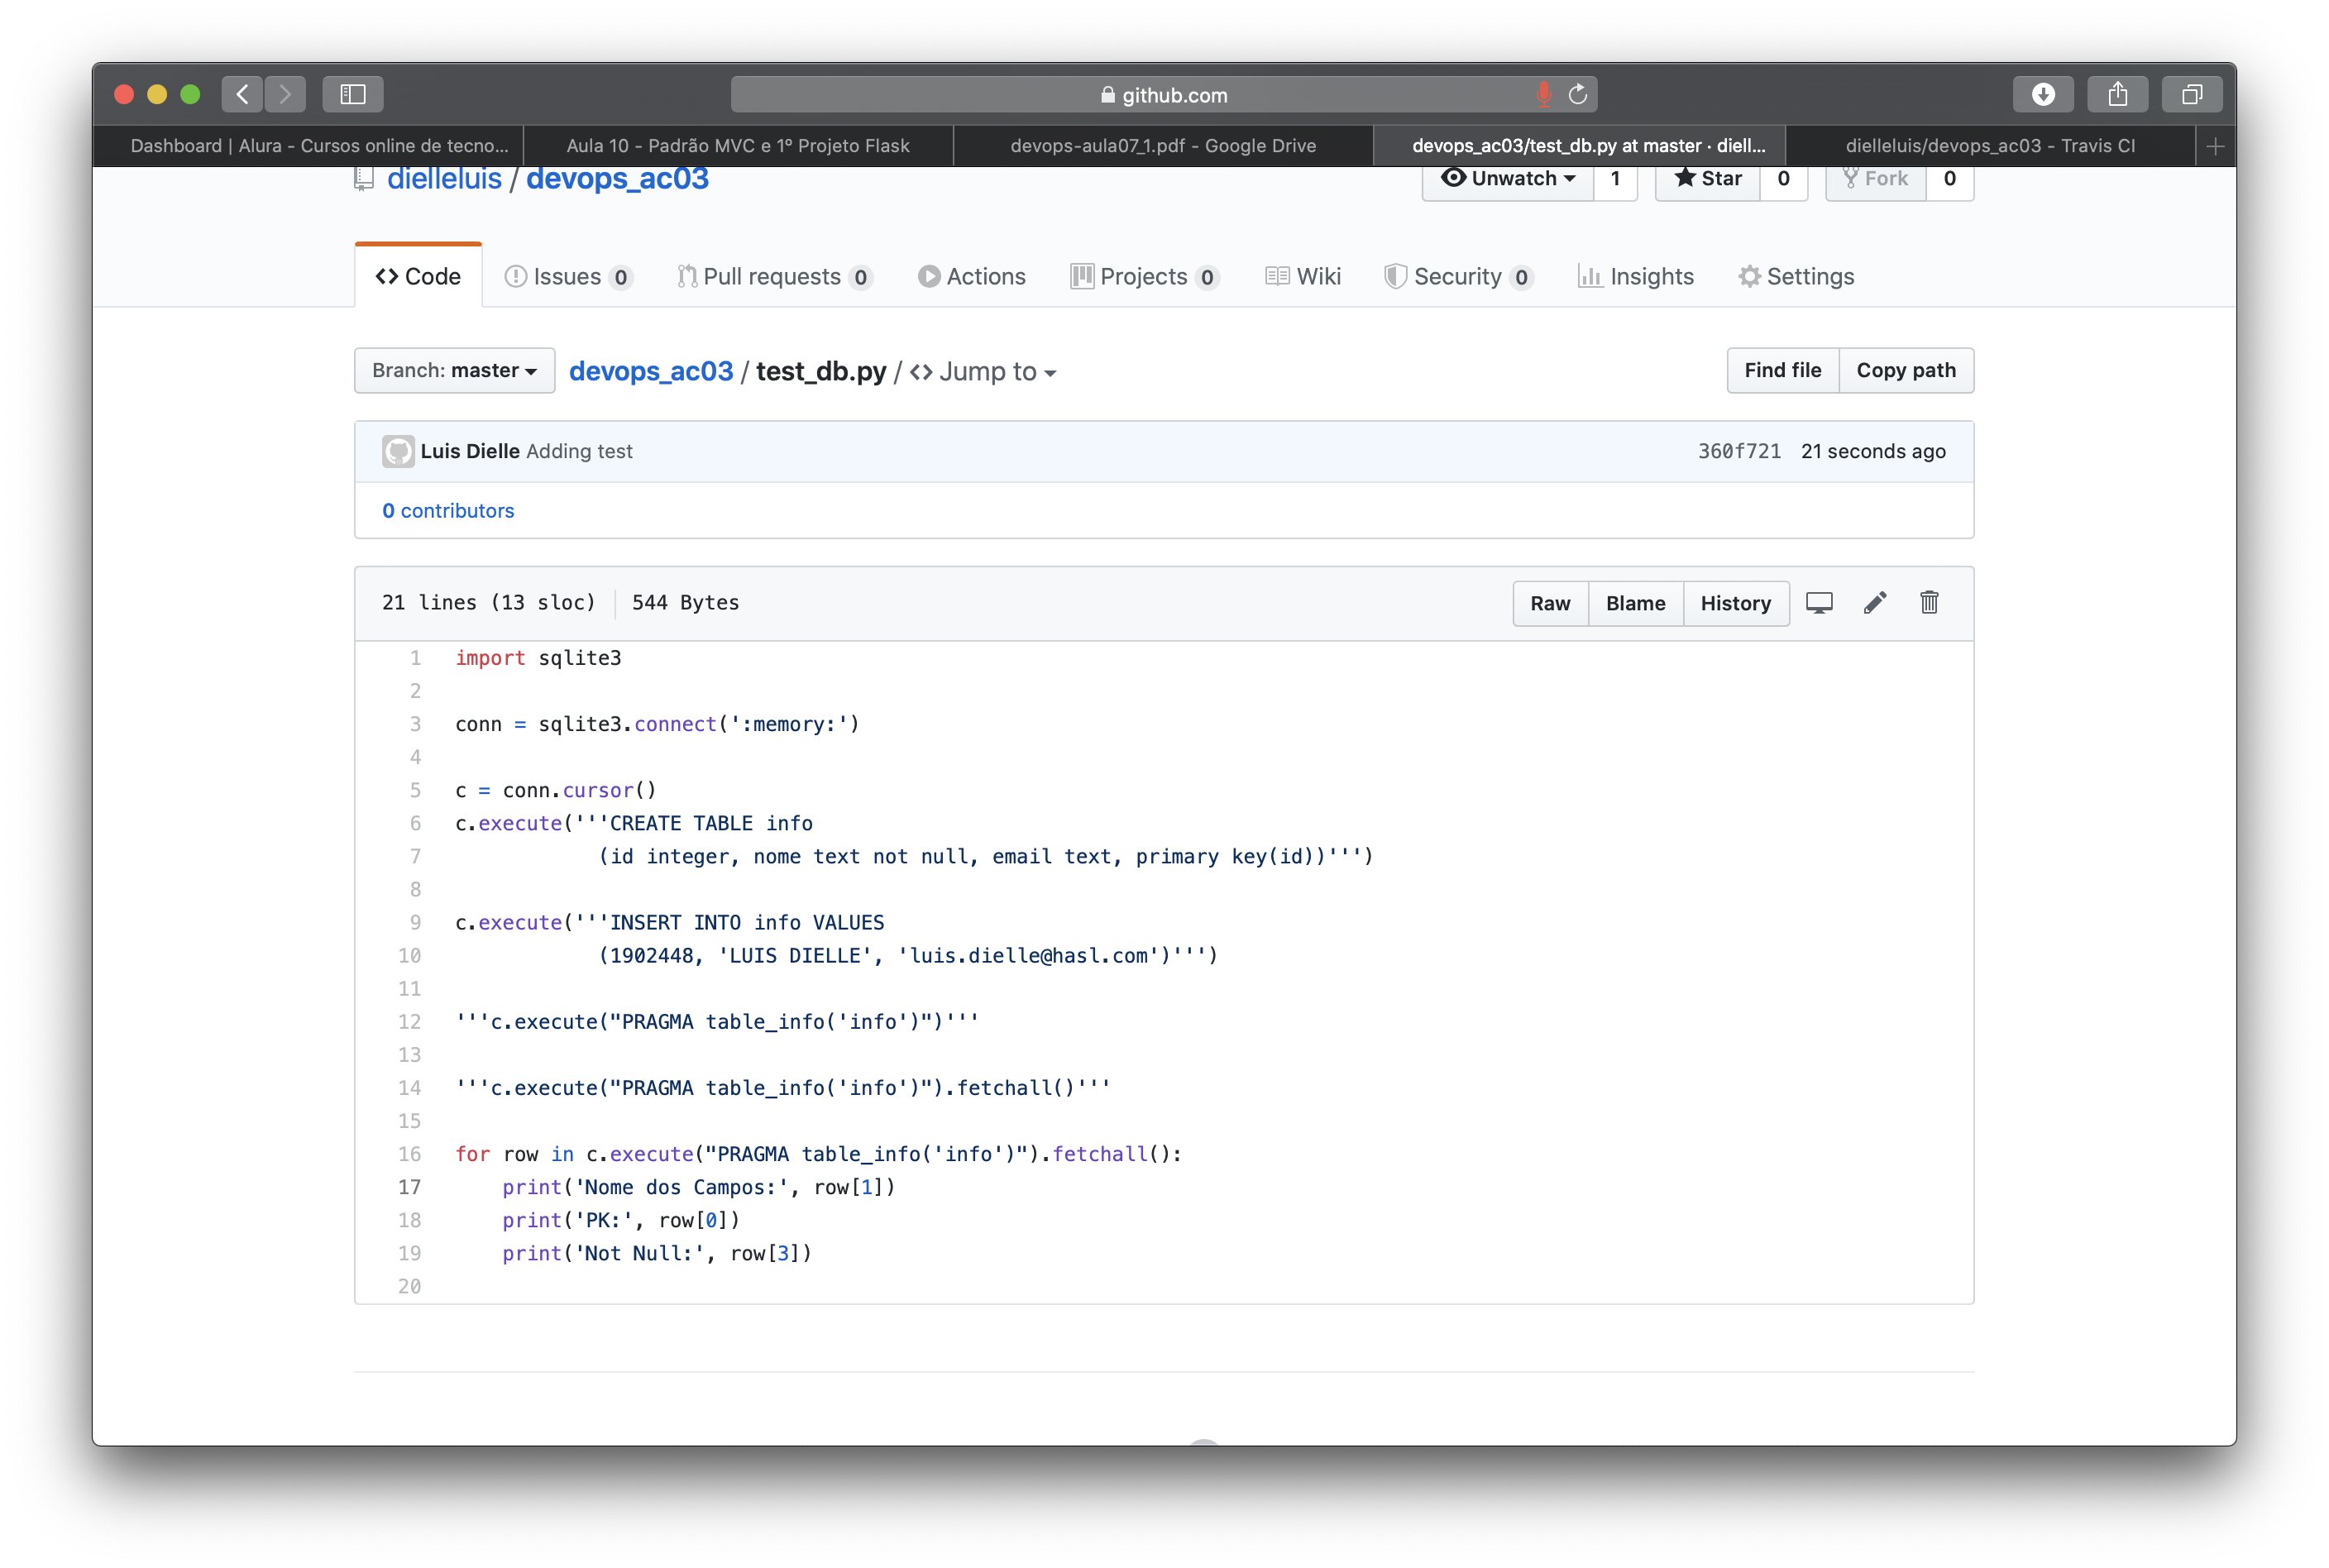 github.com
Dashboard | Alura - Cursos online de tecno...
Aula 10 - Padrão MVC e 1º Projeto Flask
devops-aula07_1.pdf - Google Drive
devops_ac03/test_db.py at master · diell...
dielleluis/devops_ac03 - Travis CI
dielleluis / devops_ac03
Unwatch 1 Star 0 Fork 0
Code Issues 0 Pull requests 0 Actions Projects 0 Wiki Security 0 Insights Settings
Branch: master devops_ac03 / test_db.py / <> Jump to Find file Copy path
Luis Dielle Adding test 360f721 21 seconds ago
0 contributors
21 lines (13 sloc) 544 Bytes Raw Blame History
1 import sqlite3
2
3 conn = sqlite3.connect(':memory:')
4
5 c = conn.cursor()
6 c.execute('''CREATE TABLE info
7             (id integer, nome text not null, email text, primary key(id))''')
8
9 c.execute('''INSERT INTO info VALUES
10             (1902448, 'LUIS DIELLE', 'luis.dielle@hasl.com')''')
11
12 '''c.execute("PRAGMA table_info('info')")'''
13
14 '''c.execute("PRAGMA table_info('info')").fetchall()'''
15
16 for row in c.execute("PRAGMA table_info('info')").fetchall():
17     print('Nome dos Campos:', row[1])
18     print('PK:', row[0])
19     print('Not Null:', row[3])
20